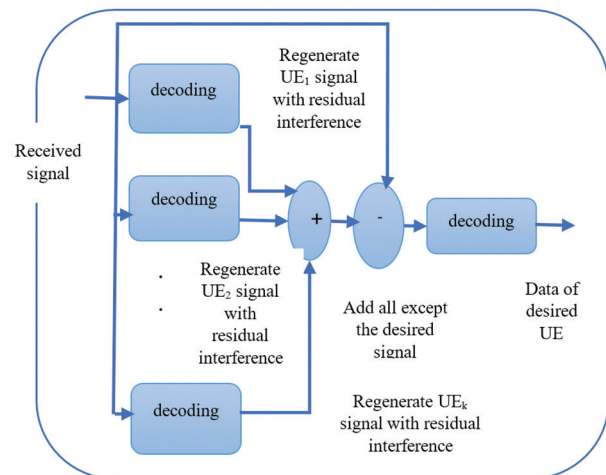 Regenerate
UE₁ signal
with residual
interference
decoding
Received
signal
decoding
+
-
decoding
.
.
Regenerate
UE₂ signal
with
residual
interference
Add all except
the desired
signal
Data of
desired
UE
decoding
Regenerate UEₖ
signal with residual
interference